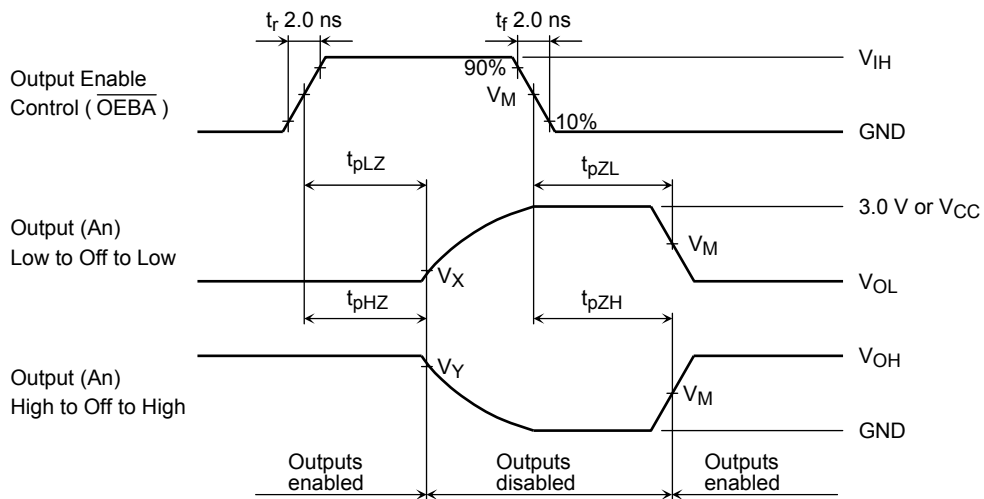 tr 2.0 ns
tf 2.0 ns
Output Enable
Control ( OEBA )
90%
VM
10%
VIH
GND
tpLZ
tpZL
Output (An)
Low to Off to Low
VX
VM
3.0 V or VCC
VOL
tpHZ
tpZH
Output (An)
High to Off to High
VY
VM
VOH
GND
Outputs
enabled
Outputs
disabled
Outputs
enabled